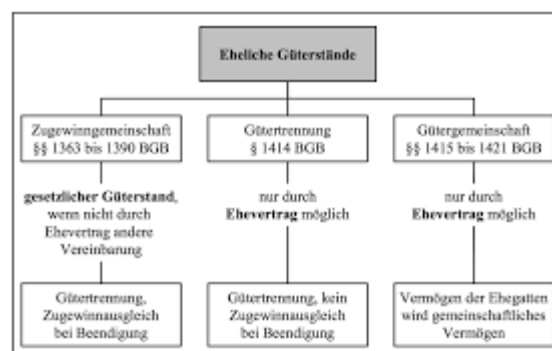 Eheliche Güterstände
Zugewinngemeinschaft
§§ 1363 bis 1390 BGB
gesetzlicher Güterstand,
wenn nicht durch
Ehevertrag andere
Vereinbarung
Gütertrennung,
Zugewinnausgleich
bei Beendigung
Gütertrennung
§ 1414 BGB
nur durch
Ehevertrag möglich
Gütertrennung, kein
Zugewinnausgleich
bei Beendigung
Gütergemeinschaft
§§ 1415 bis 1421 BGB
nur durch
Ehevertrag möglich
Vermögen der Ehegatten
wird gemeinschaftliches
Vermögen